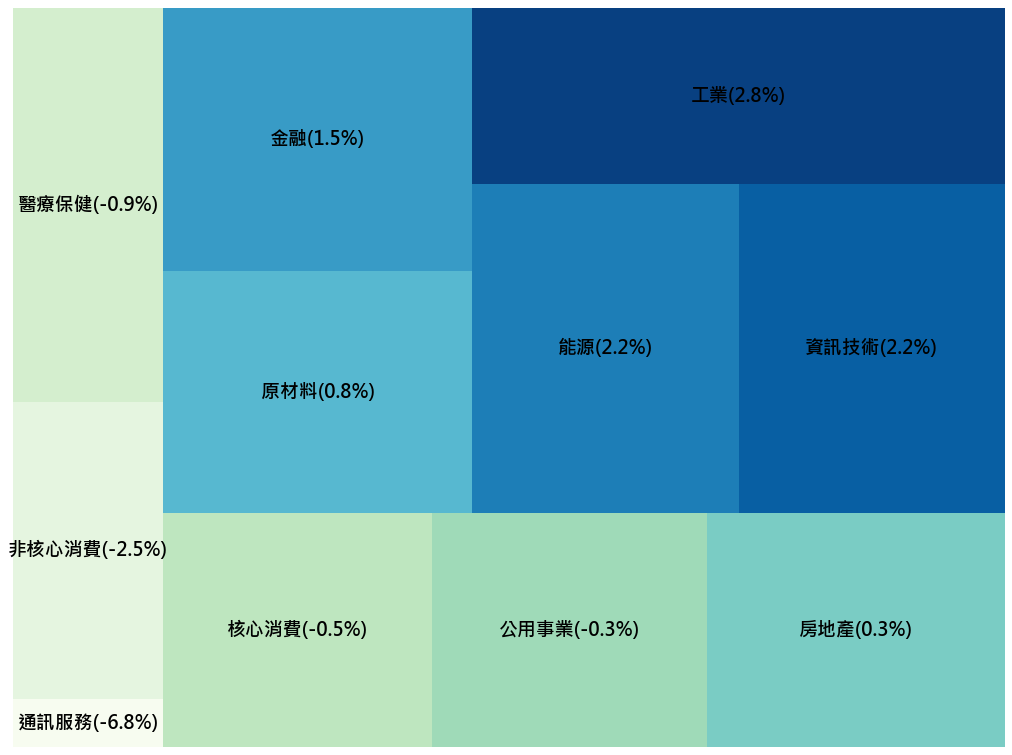 工業(2.8%)
金融(1.5%)
醫療保健(-0.9%)
能源(2.2%)
資訊技術(2.2%)
原材料(0.8%)
非核心消費(-2.5%)
核心消費(-0.5%)
公用事業(-0.3%)
房地產(0.3%)
通訊服務(-6.8%)